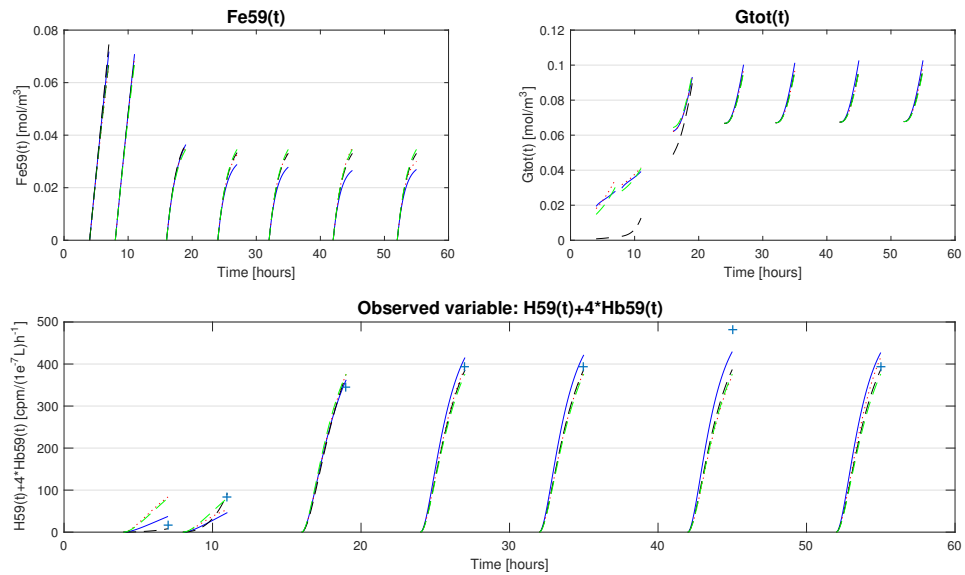 Fe59(t)
Fe59(t) [mol/m³]
0.08
0.06
0.04
0.02
0
0 10 20 30 40 50 60
Time [hours]
Gtot(t)
Gtot(t) [mol/m³]
0.12
0.1
0.08
0.06
0.04
0.02
0
0 10 20 30 40 50 60
Time [hours]
Observed variable: H59(t)+4*Hb59(t)
H59(t)+4*Hb59(t) [cpm/(1e⁻⁷ L)h⁻¹]
500
400
300
200
100
0
0 10 20 30 40 50 60
Time [hours]